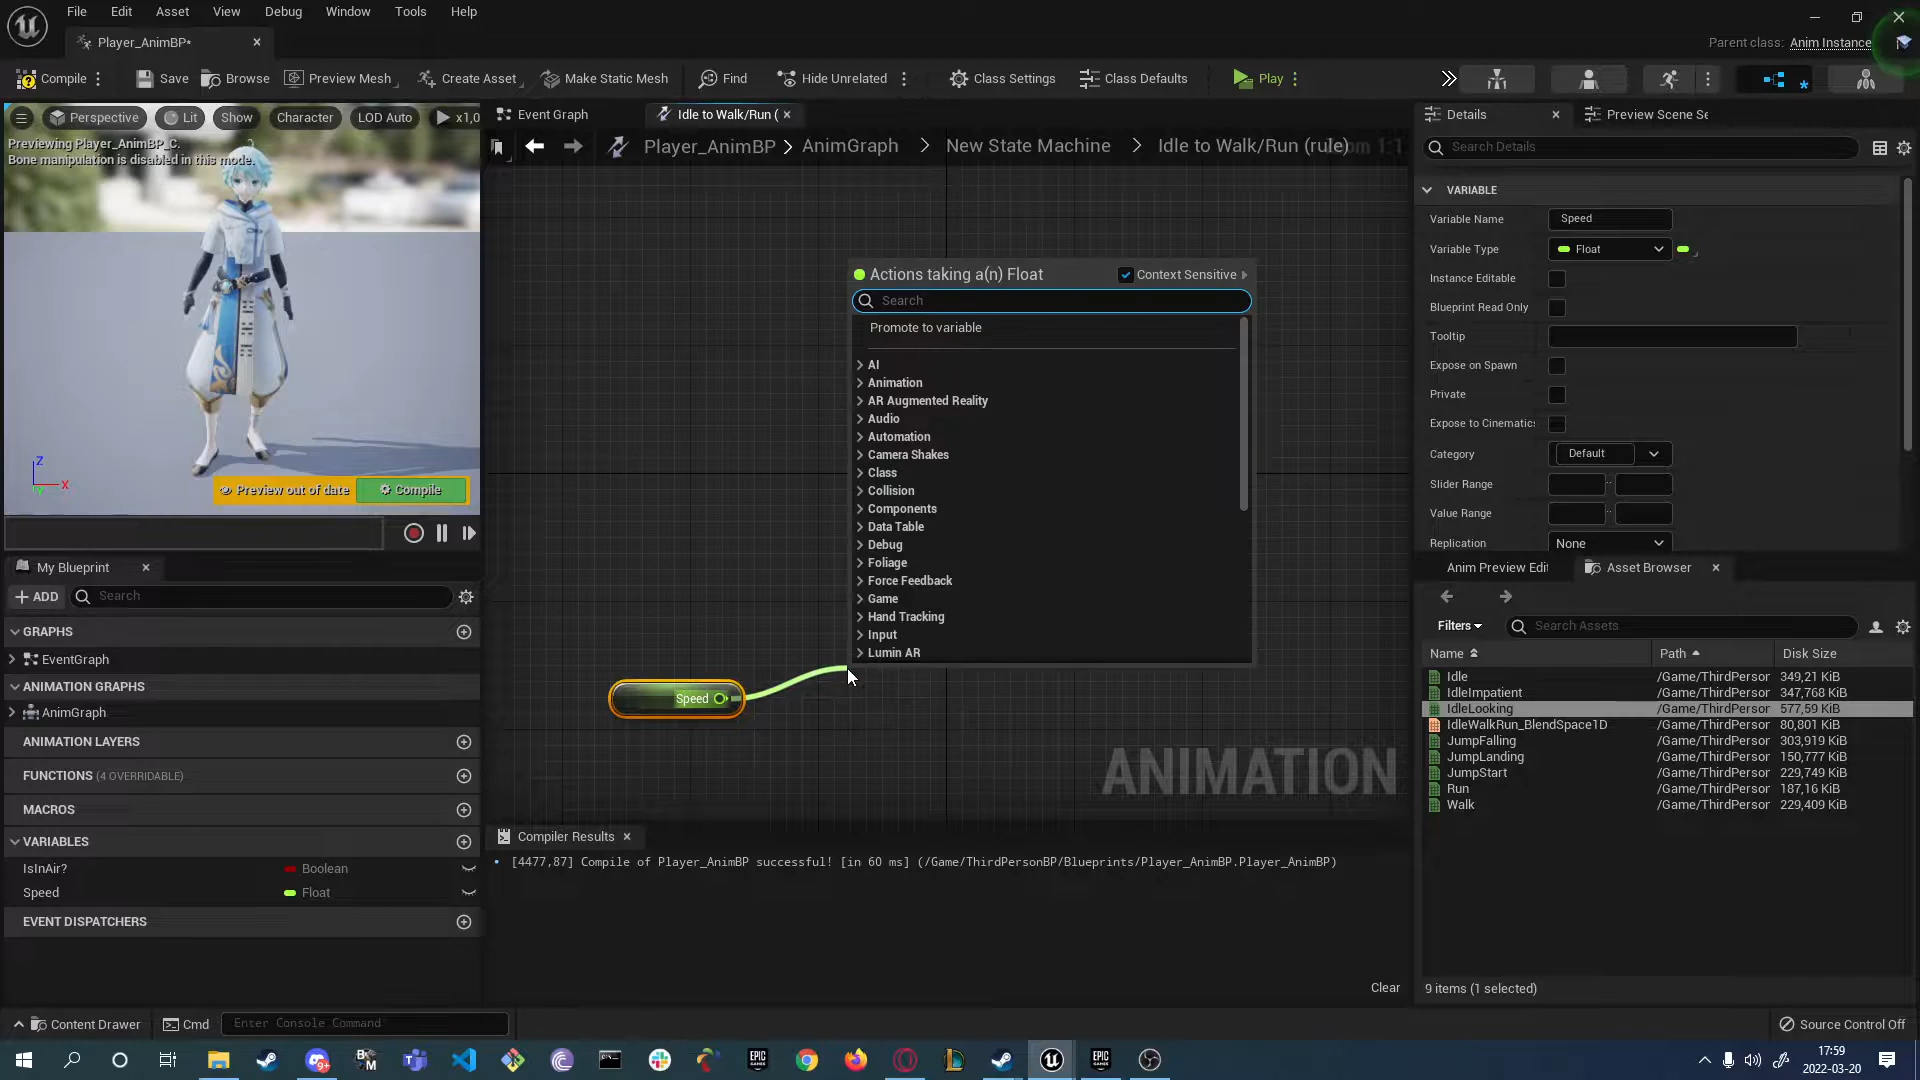 File Edit Asset View Debug Window Tools Help
Player_AnimBP*
Parent class: Anim Instance
Compile Save Browse Preview Mesh Create Asset Make Static Mesh Find Hide Unrelated Class Settings Class Defaults Play
Perspective Lit Show Character LOD Auto x1,0
Previewing Player_AnimBP_C.
Bone manipulation is disabled in this mode.
Z
X
Preview out of date Compile
Event Graph Idle to Walk/Run (
Player_AnimBP > AnimGraph > New State Machine > Idle to Walk/Run (rule)
Actions taking a(n) Float Context Sensitive
Search
Promote to variable
AI
Animation
AR Augmented Reality
Audio
Automation
Camera Shakes
Class
Collision
Components
Data Table
Debug
Foliage
Force Feedback
Game
Hand Tracking
Input
Lumin AR
Speed
ANIMATION
My Blueprint
ADD Search
GRAPHS
EventGraph
ANIMATION GRAPHS
AnimGraph
ANIMATION LAYERS
FUNCTIONS (4 OVERRIDABLE)
MACROS
VARIABLES
IsInAir? Boolean
Speed Float
EVENT DISPATCHERS
Compiler Results
[4477,87] Compile of Player_AnimBP successful! [in 60 ms] (/Game/ThirdPersonBP/Blueprints/Player_AnimBP.Player_AnimBP)
Clear
Details Preview Scene Se
Search Details
VARIABLE
Variable Name Speed
Variable Type Float
Instance Editable
Blueprint Read Only
Tooltip
Expose on Spawn
Private
Expose to Cinematics
Category Default
Slider Range
Value Range
Replication None
Anim Preview Edit Asset Browser
Filters Search Assets
Name Path Disk Size
Idle /Game/ThirdPerson 349,21 KiB
IdleImpatient /Game/ThirdPerson 347,768 KiB
IdleLooking /Game/ThirdPerson 577,59 KiB
IdleWalkRun_BlendSpace1D /Game/ThirdPerson 80,801 KiB
JumpFalling /Game/ThirdPerson 303,919 KiB
JumpLanding /Game/ThirdPerson 150,777 KiB
JumpStart /Game/ThirdPerson 229,749 KiB
Run /Game/ThirdPerson 187,16 KiB
Walk /Game/ThirdPerson 229,409 KiB
9 items (1 selected)
Content Drawer Cmd Enter Console Command Source Control Off
17:59
2022-03-20